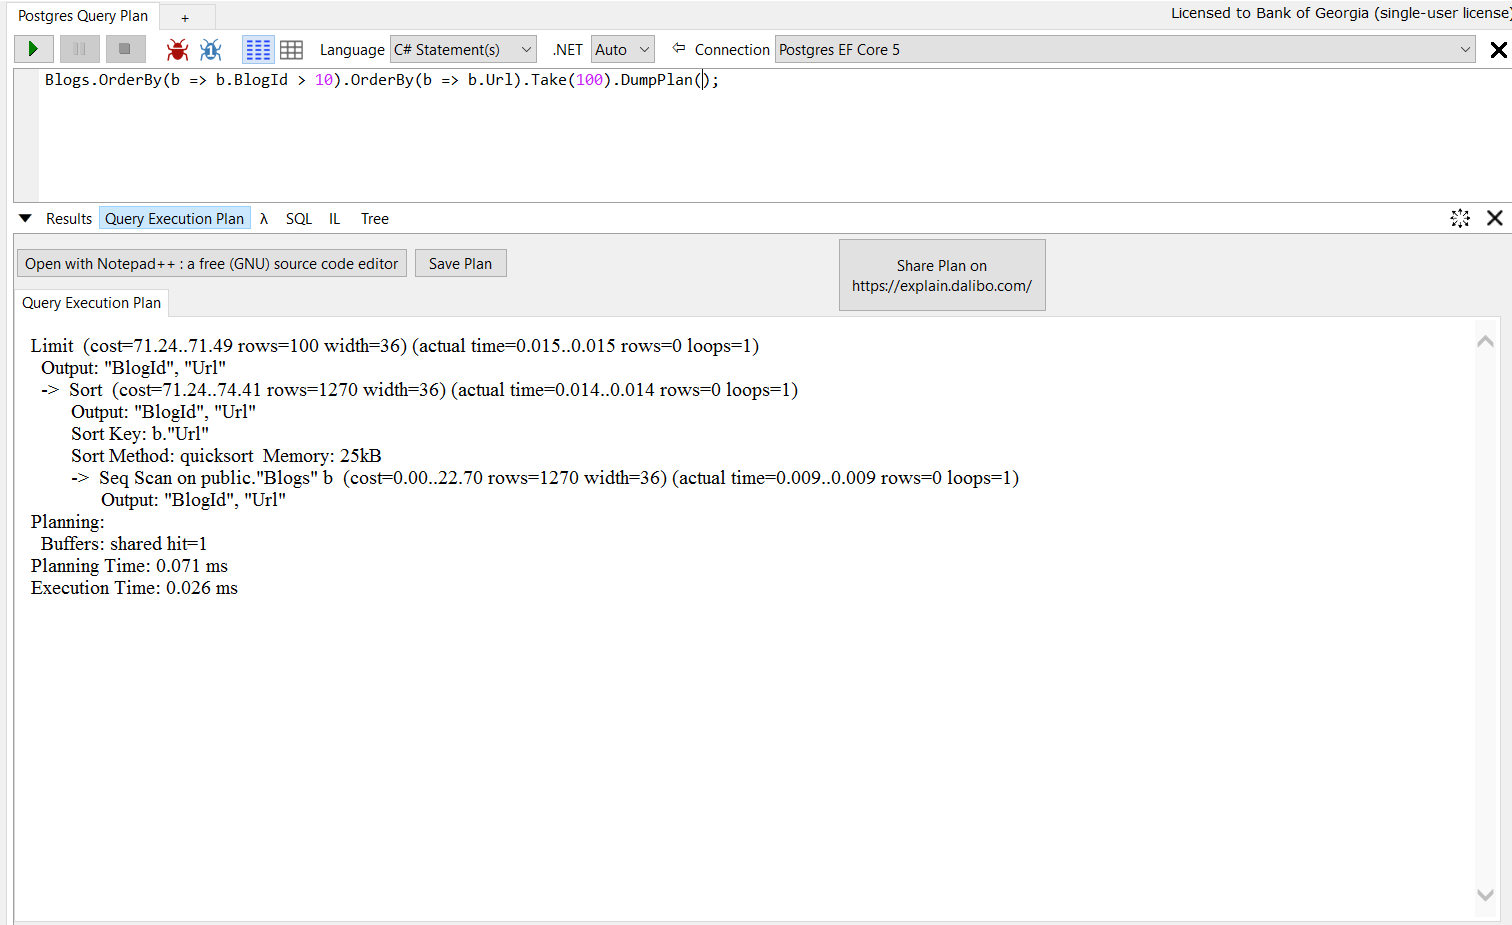 Postgres Query Plan
+
Licensed to Bank of Georgia (single-user license)
1
Language C# Statement(s) .NET Auto Connection Postgres EF Core 5
Blogs.OrderBy(b => b.BlogId > 10).OrderBy(b => b.Url).Take(100).DumpPlan();
Results Query Execution Plan λ SQL IL Tree
Open with Notepad++ : a free (GNU) source code editor
Save Plan
Share Plan on
https://explain.dalibo.com/
Query Execution Plan
Limit  (cost=71.24..71.49 rows=100 width=36) (actual time=0.015..0.015 rows=0 loops=1)
Output: "BlogId", "Url"
->  Sort  (cost=71.24..74.41 rows=1270 width=36) (actual time=0.014..0.014 rows=0 loops=1)
Output: "BlogId", "Url"
Sort Key: b."Url"
Sort Method: quicksort  Memory: 25kB
->  Seq Scan on public."Blogs" b  (cost=0.00..22.70 rows=1270 width=36) (actual time=0.009..0.009 rows=0 loops=1)
Output: "BlogId", "Url"
Planning:
Buffers: shared hit=1
Planning Time: 0.071 ms
Execution Time: 0.026 ms